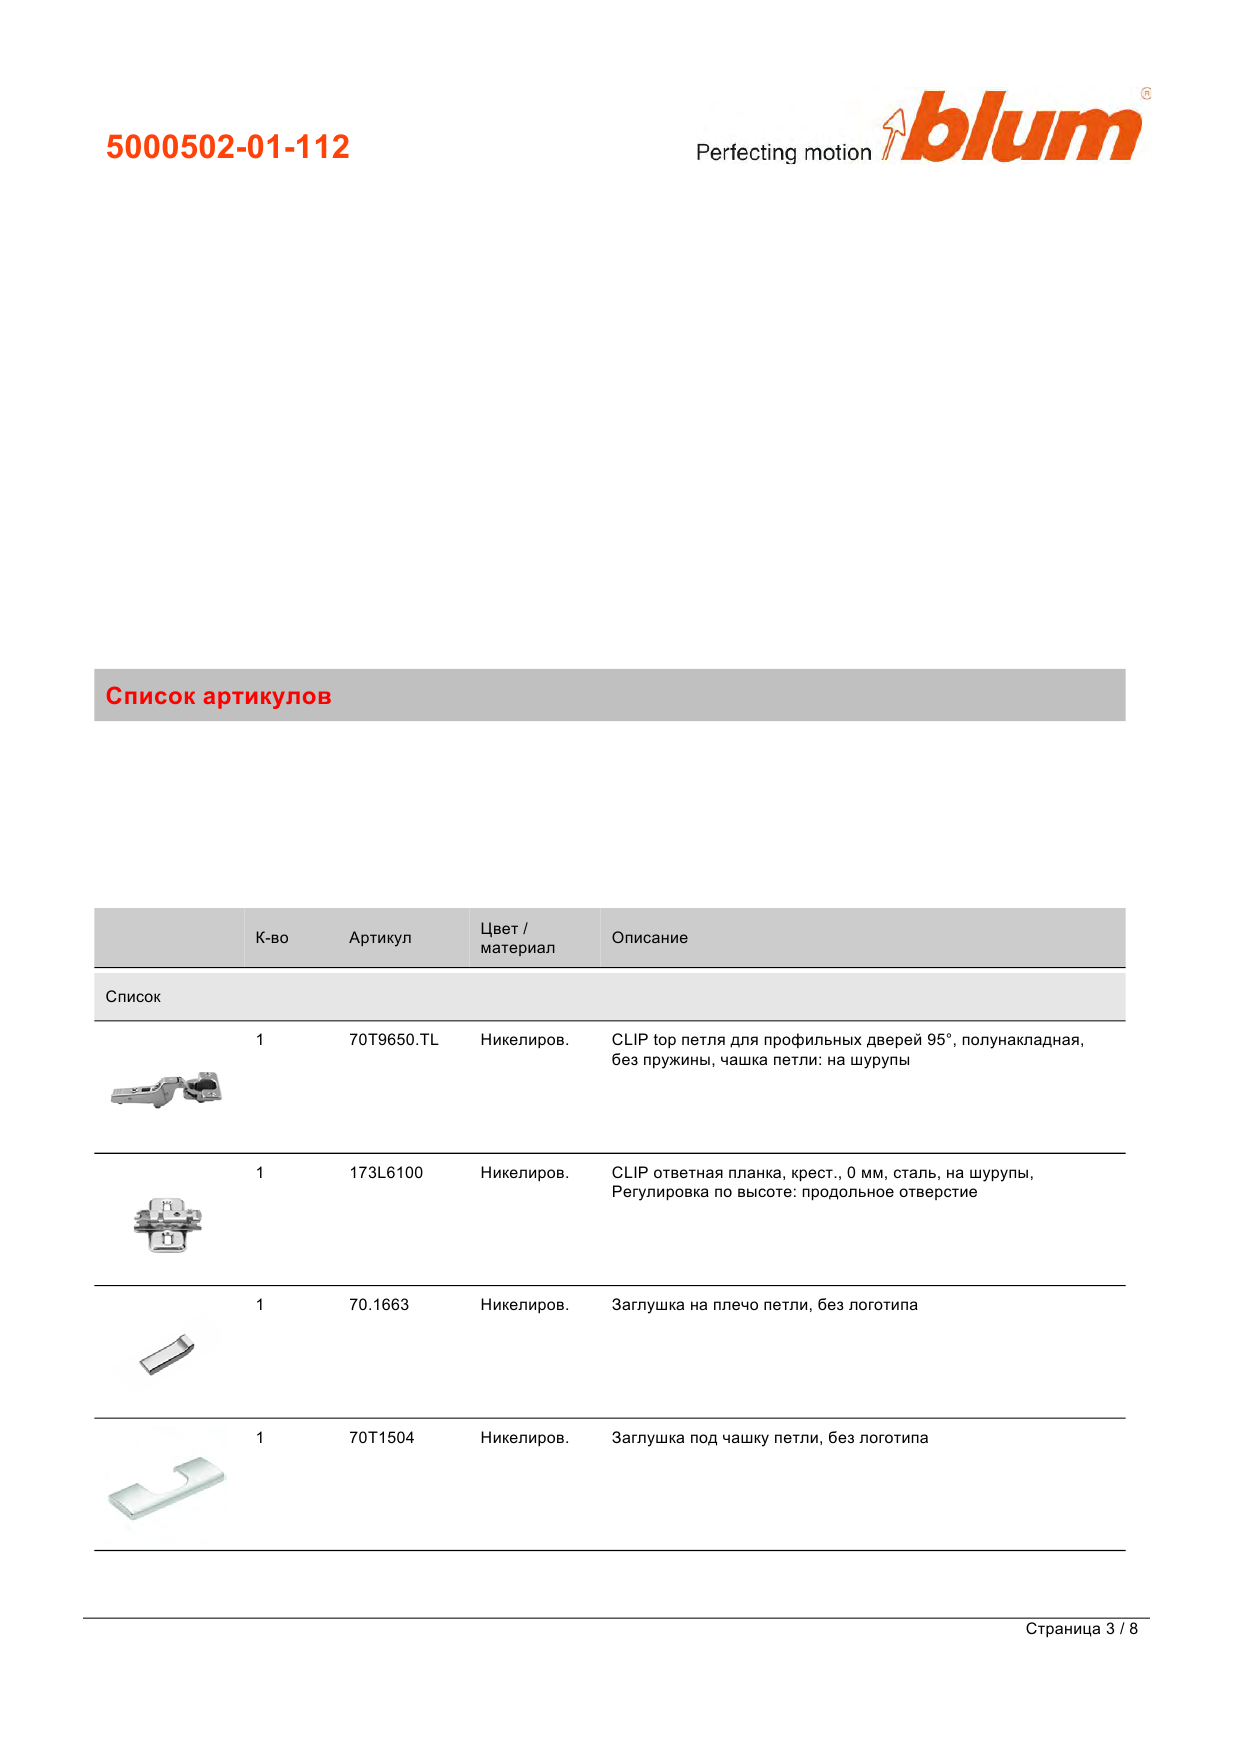 5000502-01-112
Perfecting motion blum®
Список артикулов
К-во Артикул Цвет / материал Описание
Список
1 70T9650.TL Никелиров. CLIP top петля для профильных дверей 95°, полунакладная,
без пружины, чашка петли: на шурупы
1 173L6100 Никелиров. CLIP ответная планка, крест., 0 мм, сталь, на шурупы,
Регулировка по высоте: продольное отверстие
1 70.1663 Никелиров. Заглушка на плечо петли, без логотипа
1 70T1504 Никелиров. Заглушка под чашку петли, без логотипа
Страница 3 / 8